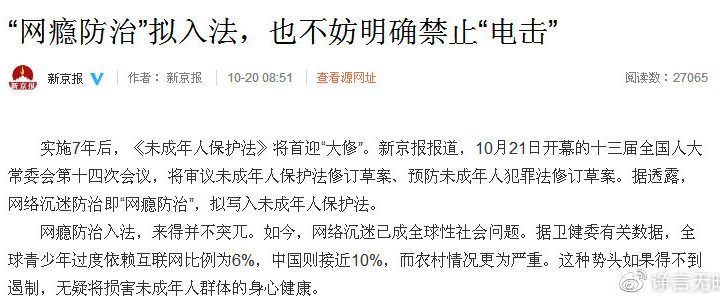 “网瘾防治”拟入法，也不妨明确禁止“电击”
新京报 新京报 作者： 新京报 10-20 08:51 查看源网址 阅读数：27065
实施7年后，《未成年人保护法》将首迎“大修”。新京报报道，10月21日开幕的十三届全国人大
常委会第十四次会议，将审议未成年人保护法修订草案、预防未成年人犯罪法修订草案。据透露，
网络沉迷防治即“网瘾防治”，拟写入未成年人保护法。
网瘾防治入法，来得并不突兀。如今，网络沉迷已成全球性社会问题。据卫健委有关数据，全
球青少年过度依赖互联网比例为6%，中国则接近10%，而农村情况更为严重。这种势头如果得不到
遏制，无疑将损害未成年人群体的身心健康。